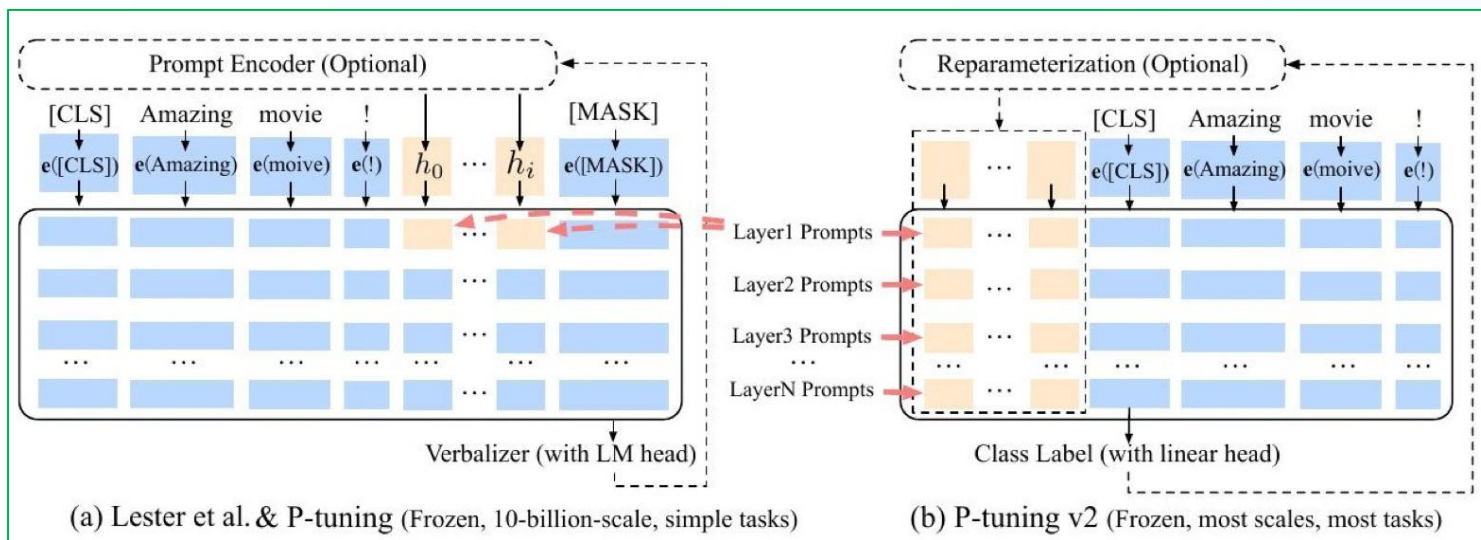 Prompt Encoder (Optional)
[CLS] Amazing movie ! [MASK]
e([CLS]) e(Amazing) e(moive) e(!) h0 ··· hi e([MASK])
···
···
···
··· ··· ··· ··· ··· ··· ···
···
Verbalizer (with LM head)
(a) Lester et al. & P-tuning (Frozen, 10-billion-scale, simple tasks)
Layer1 Prompts
Layer2 Prompts
Layer3 Prompts
···
LayerN Prompts
Reparameterization (Optional)
[CLS] Amazing movie !
··· e([CLS]) e(Amazing) e(moive) e(!)
···
···
···
··· ··· ··· ··· ··· ···
···
Class Label (with linear head)
(b) P-tuning v2 (Frozen, most scales, most tasks)